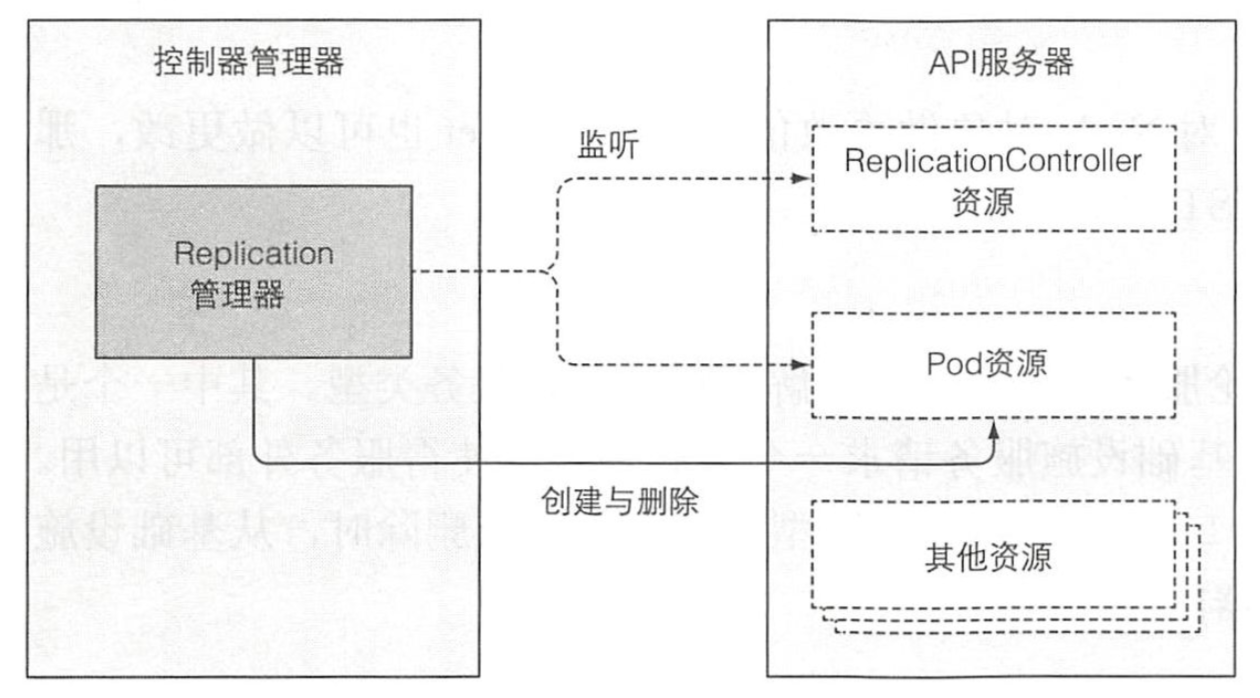 控制器管理器
API服务器
监听
ReplicationController
资源
Replication
管理器
Pod资源
创建与删除
其他资源